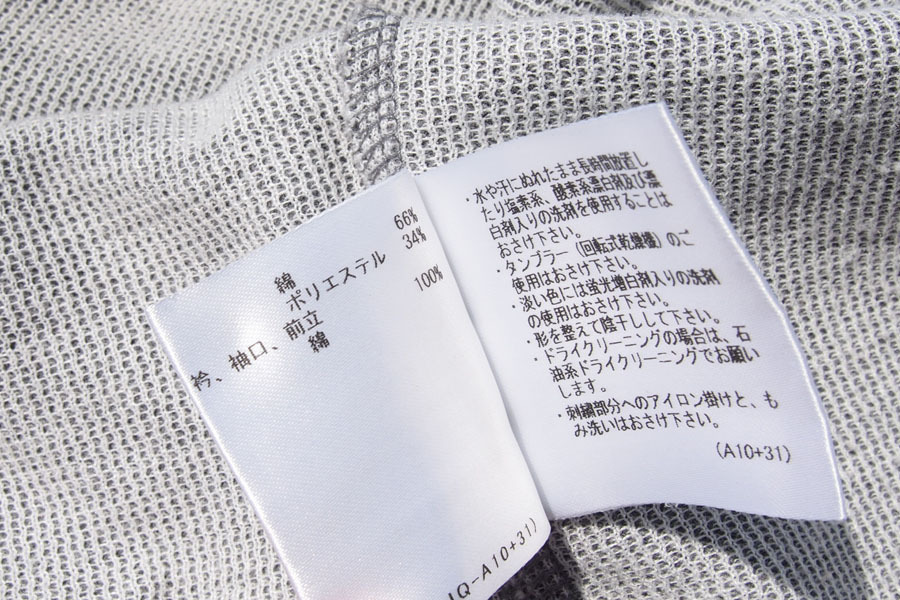 綿 66%
ポリエステル 34%
衿、袖口、前立
綿 100%
IQ-A10+31)
・水や汗にぬれたまま長時間放置し
たり塩素系、酸素系漂白剤及び漂
白剤入りの洗剤を使用することは
おさけ下さい。
・タンブラー(回転式乾燥機)のご
使用はおさけ下さい。
・淡い色には蛍光増白剤入りの洗剤
の使用はおさけ下さい。
・形を整えて陰干しして下さい。
・ドライクリーニングの場合は、石
油系ドライクリーニングでお願い
します。
・刺繍部分へのアイロン掛けと、も
み洗いはおさけ下さい。
(A10+31)